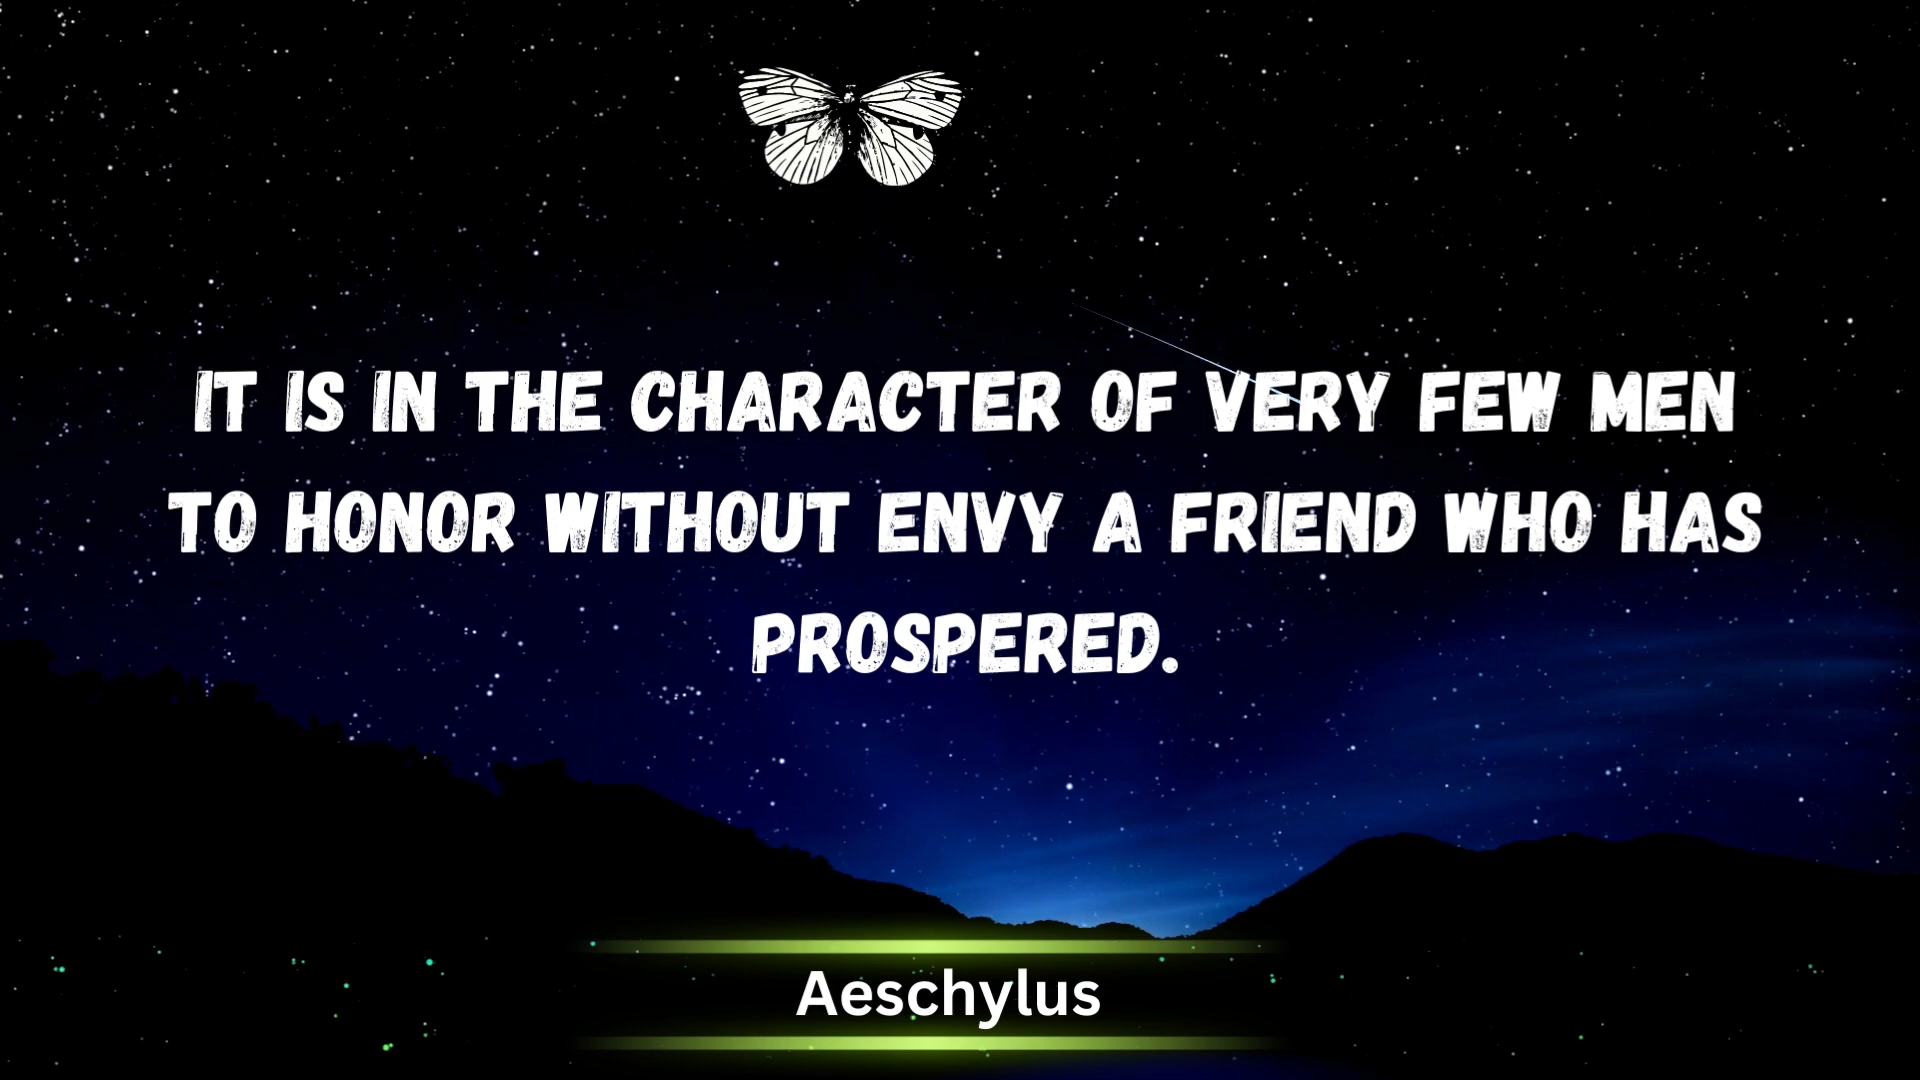 IT IS IN THE CHARACTER OF VERY FEW MEN
TO HONOR WITHOUT ENVY A FRIEND WHO HAS
PROSPERED.
Aeschylus